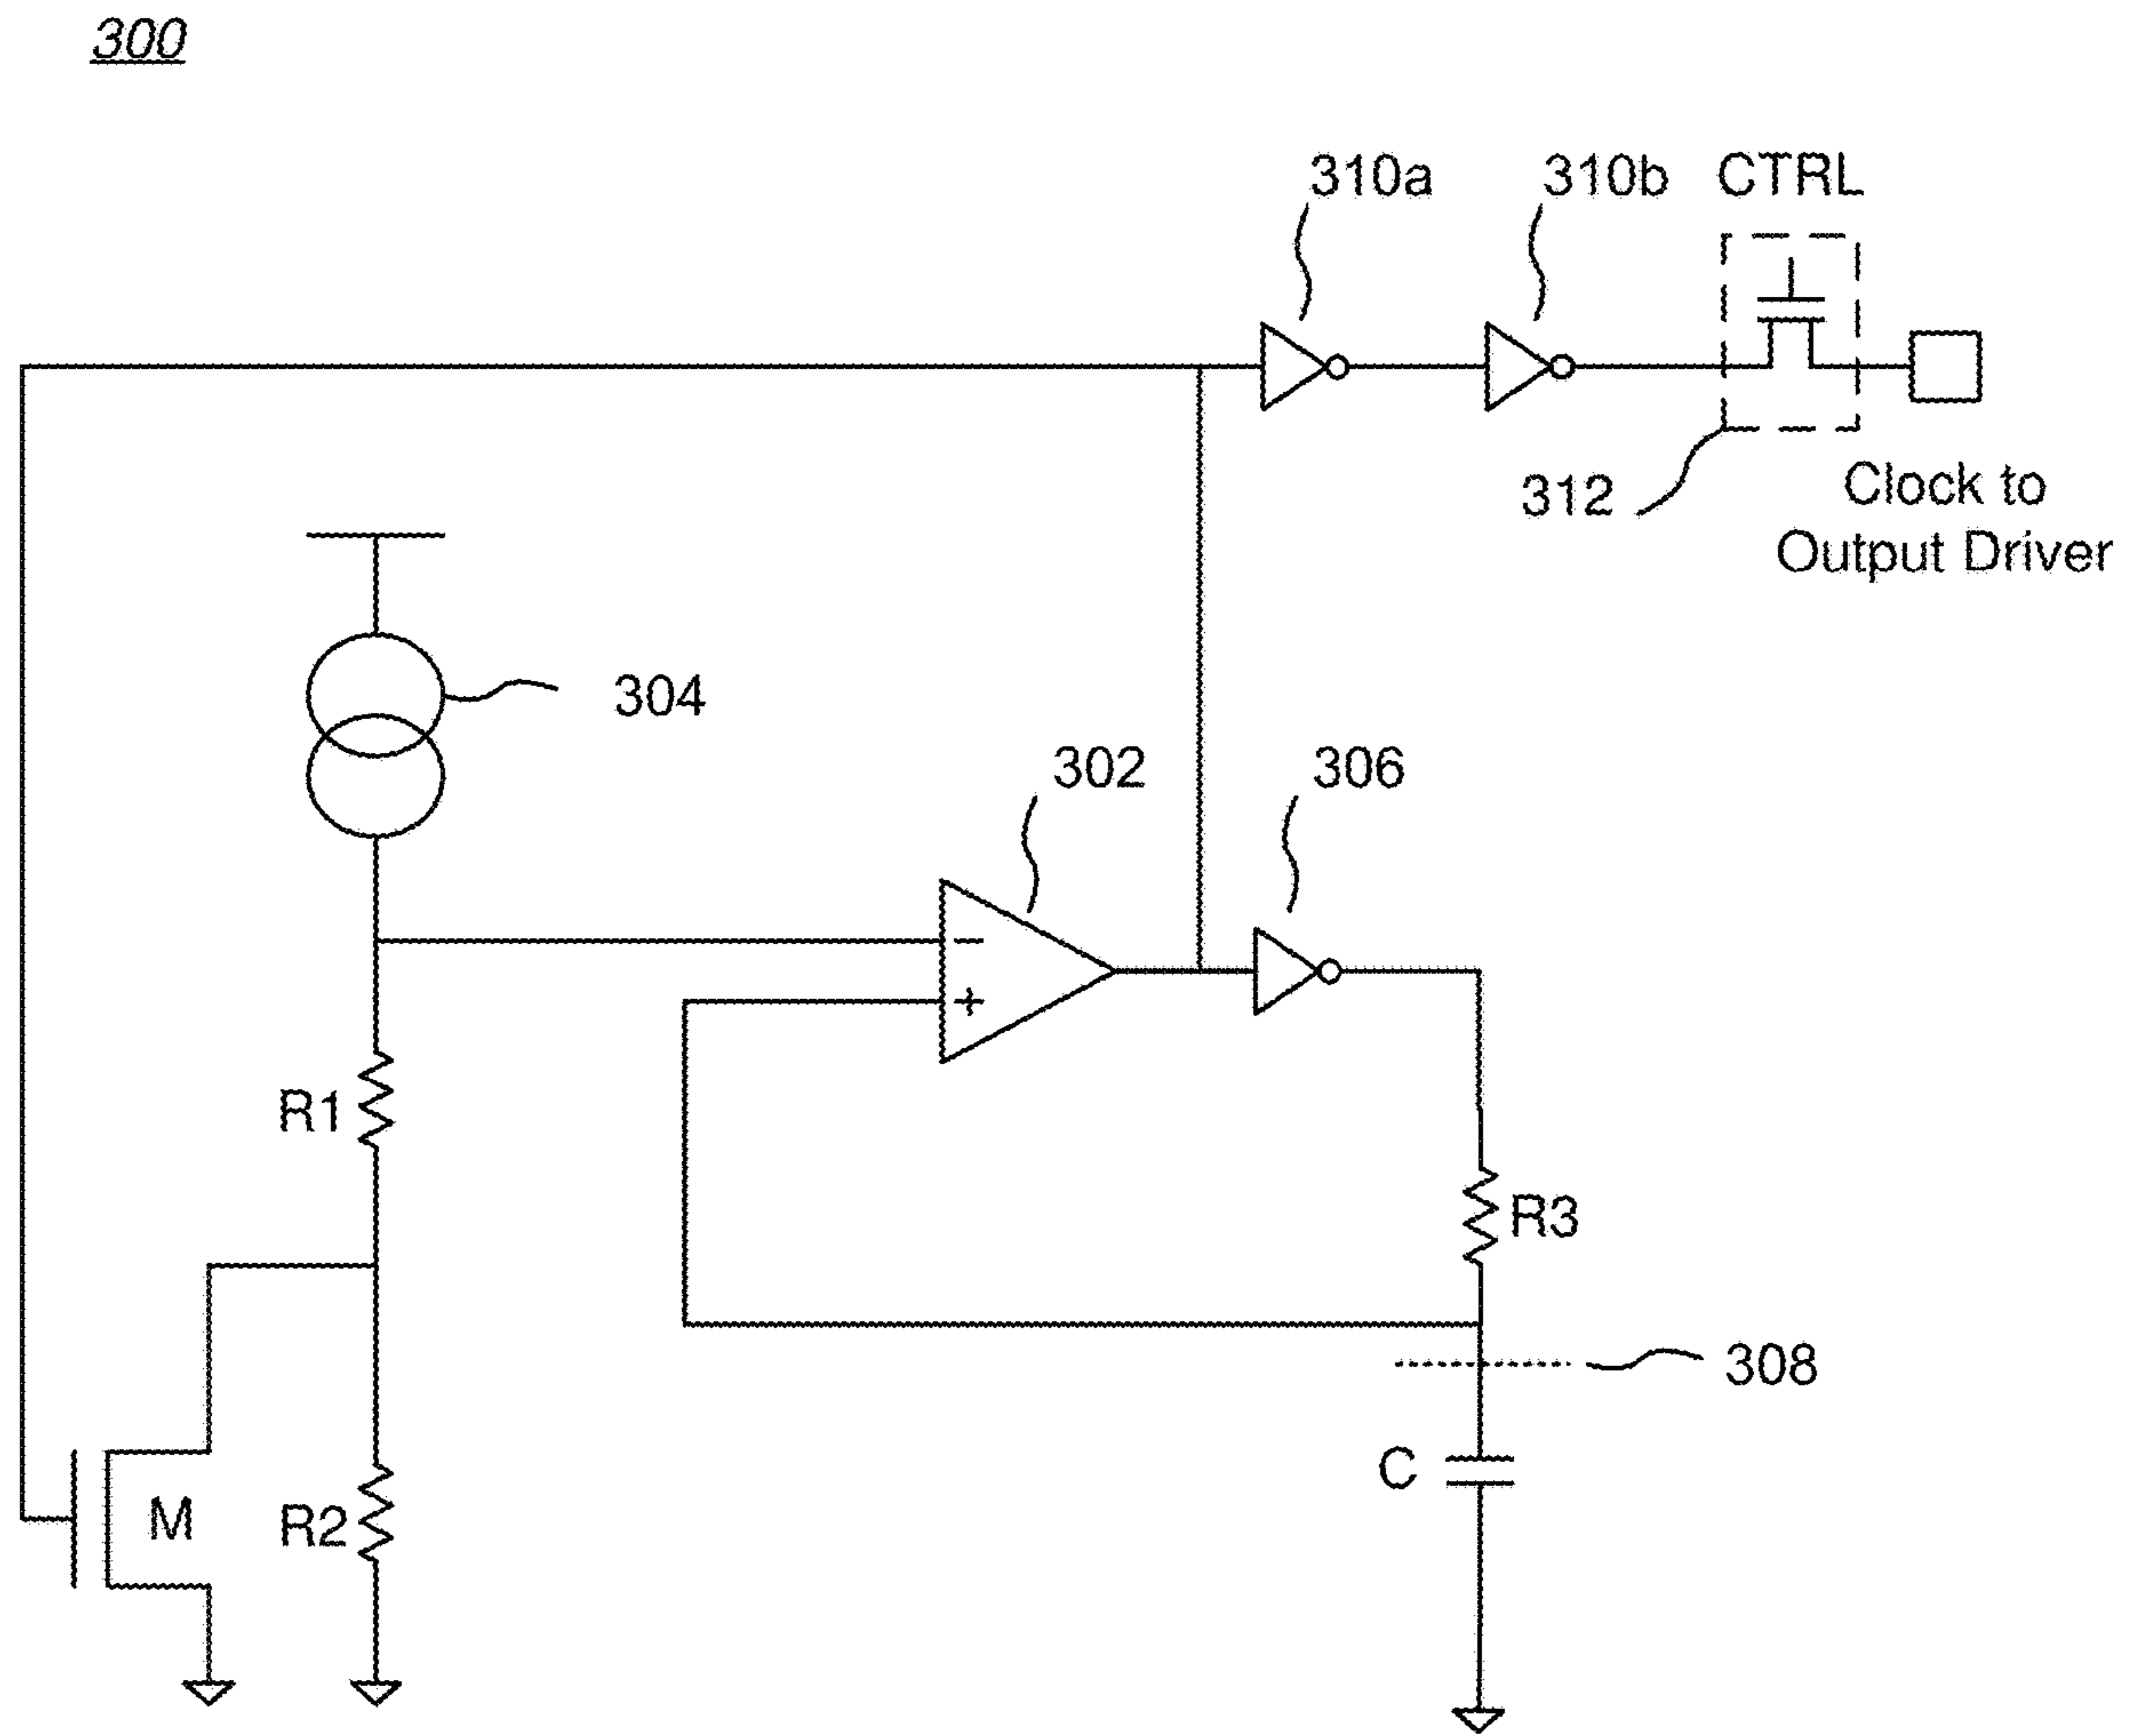 300
310a
310b
CTRL
312
Clock to
Output Driver
304
302
306
−
+
R1
R3
308
C
M
R2